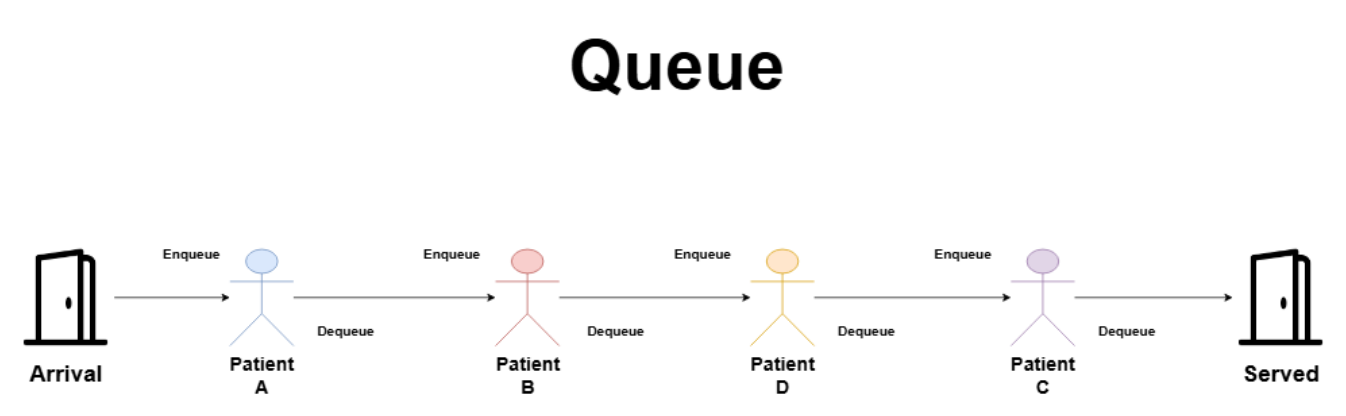 Queue
Enqueue
Enqueue
Enqueue
Enqueue
Dequeue
Dequeue
Dequeue
Dequeue
Arrival
Patient
A
Patient
B
Patient
D
Patient
C
Served